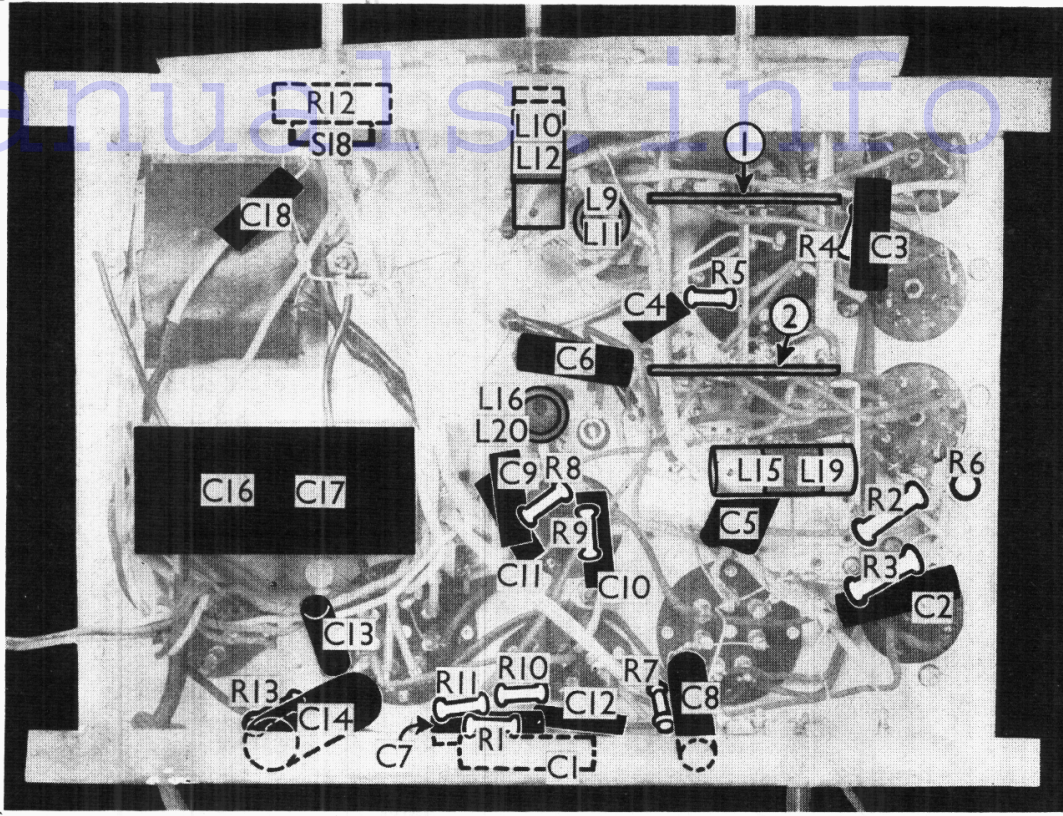 anuals.info
R12
S18
L10
L12
1
C18
L9
L11
R4
C3
R5
C4
2
C6
L16
L20
C9
R8
L15
L19
R6
C16
C17
R2
R9
C5
R3
C11
C10
C2
C13
R7
R13
R11
R10
C8
C14
C12
C7
R1
C1